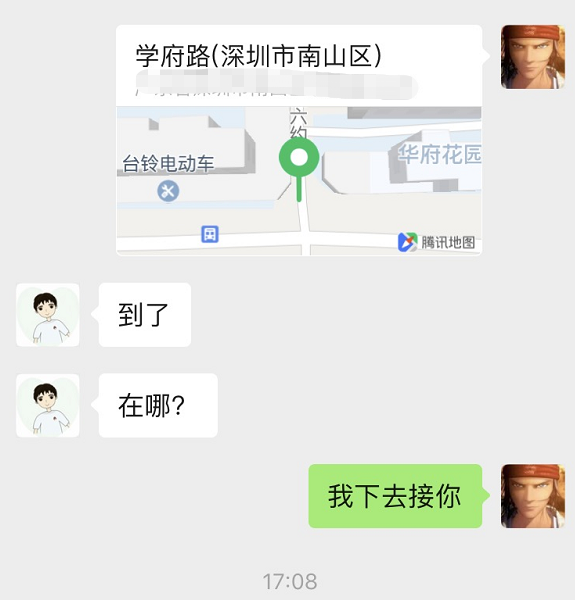 学府路(深圳市南山区)
六约
台铃电动车
华府花园
腾讯地图
到了
在哪？
我下去接你
17:08